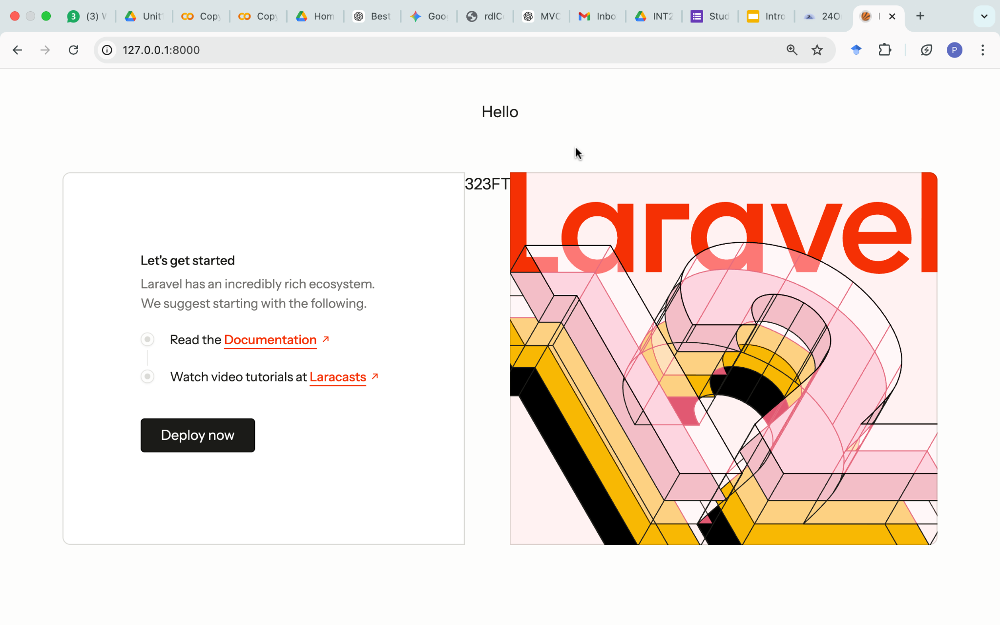 3
(3) W
Unit
Copy
Copy
Hom
Best
Goo
rdlC
MVC
Inbo
INT2
Stud
Intro
24O
127.0.0.1:8000
P
Hello
323FT
Laravel
Let's get started
Laravel has an incredibly rich ecosystem.
We suggest starting with the following.
Read the Documentation
Watch video tutorials at Laracasts
Deploy now